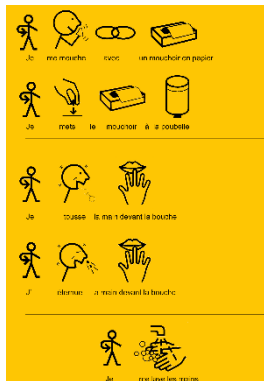 Je me mouche avec un mouchoir en papier
Je mets le mouchoir à la poubelle
Je tousse la main devant la bouche
J' éternue la main devant la bouche
Je me lave les mains.